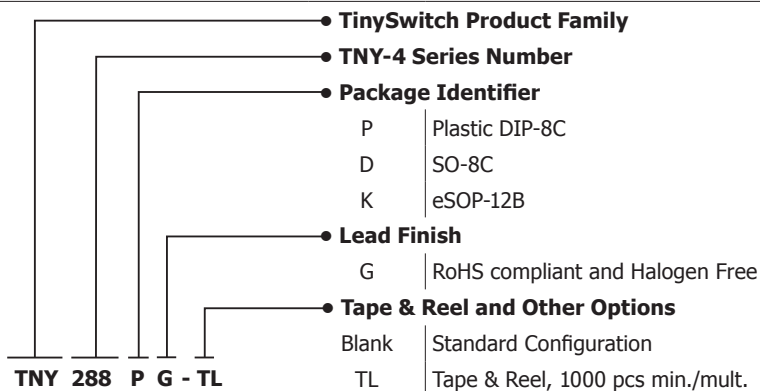 TinySwitch Product Family
TNY-4 Series Number
Package Identifier
P Plastic DIP-8C
D SO-8C
K eSOP-12B
Lead Finish
G RoHS compliant and Halogen Free
Tape & Reel and Other Options
Blank Standard Configuration
TNY 288 P G - TL
TL Tape & Reel, 1000 pcs min./mult.